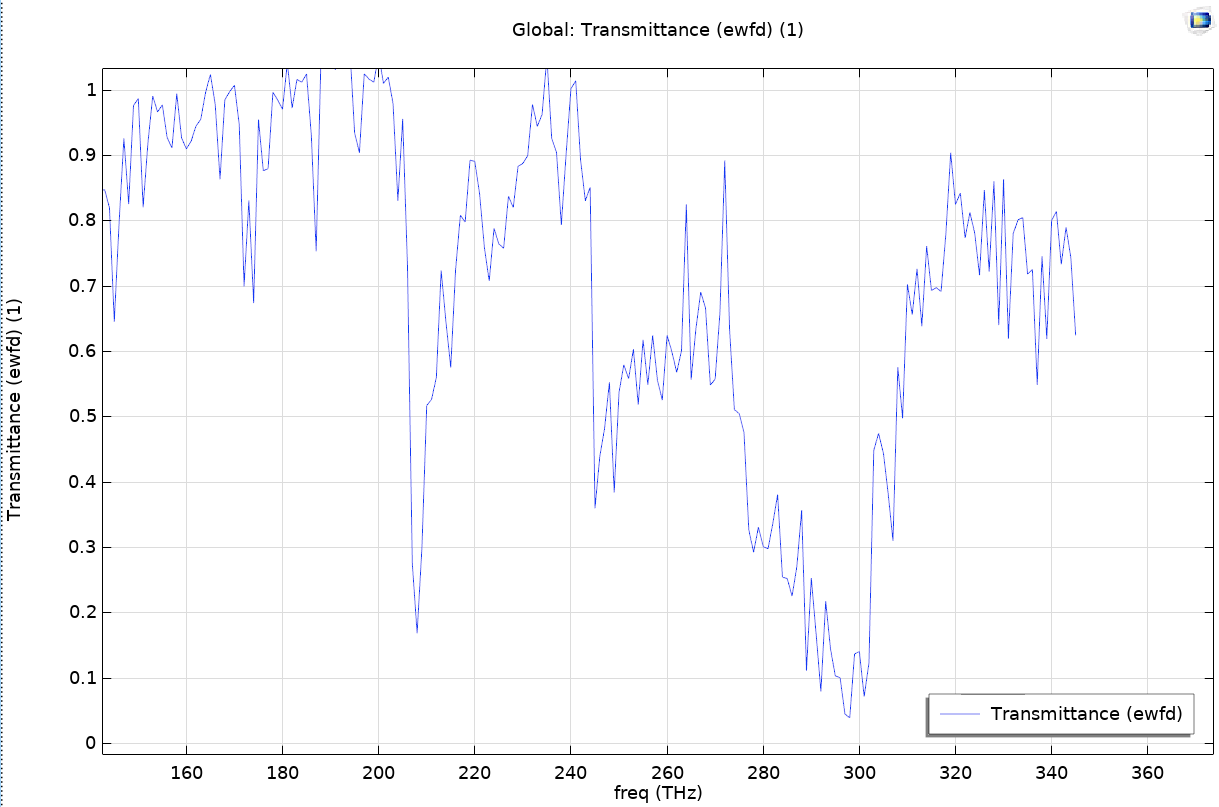 Global: Transmittance (ewfd) (1)
Transmittance (ewfd) (1)
1
0.9
0.8
0.7
0.6
0.5
0.4
0.3
0.2
0.1
0
Transmittance (ewfd)
160 180 200 220 240 260 280 300 320 340 360
freq (THz)